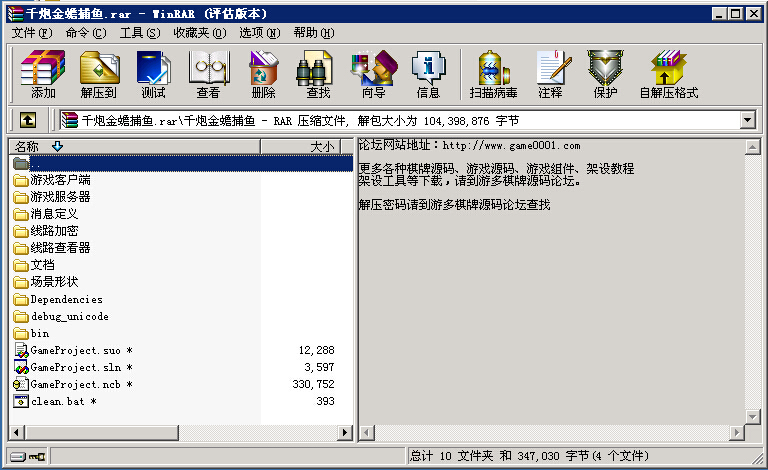 千炮金蟾捕鱼.rar - WinRAR (评估版本)
文件(F) 命令(C) 工具(S) 收藏夹(O) 选项(N) 帮助(H)
添加 解压到 测试 查看 删除 查找 向导 信息 扫描病毒 注释 保护 自解压格式
千炮金蟾捕鱼.rar\千炮金蟾捕鱼 - RAR 压缩文件, 解包大小为 104,398,876 字节
名称 大小
..
游戏客户端
游戏服务器
消息定义
线路加密
线路查看器
文档
场景形状
Dependencies
debug_unicode
bin
GameProject.suo * 12,288
GameProject.sln * 3,597
GameProject.ncb * 330,752
clean.bat * 393
论坛网站地址：http://www.game0001.com
更多各种棋牌源码、游戏源码、游戏组件、架设教程
架设工具等下载，请到游多棋牌源码论坛。
解压密码请到游多棋牌源码论坛查找
总计 10 文件夹 和 347,030 字节(4 个文件)